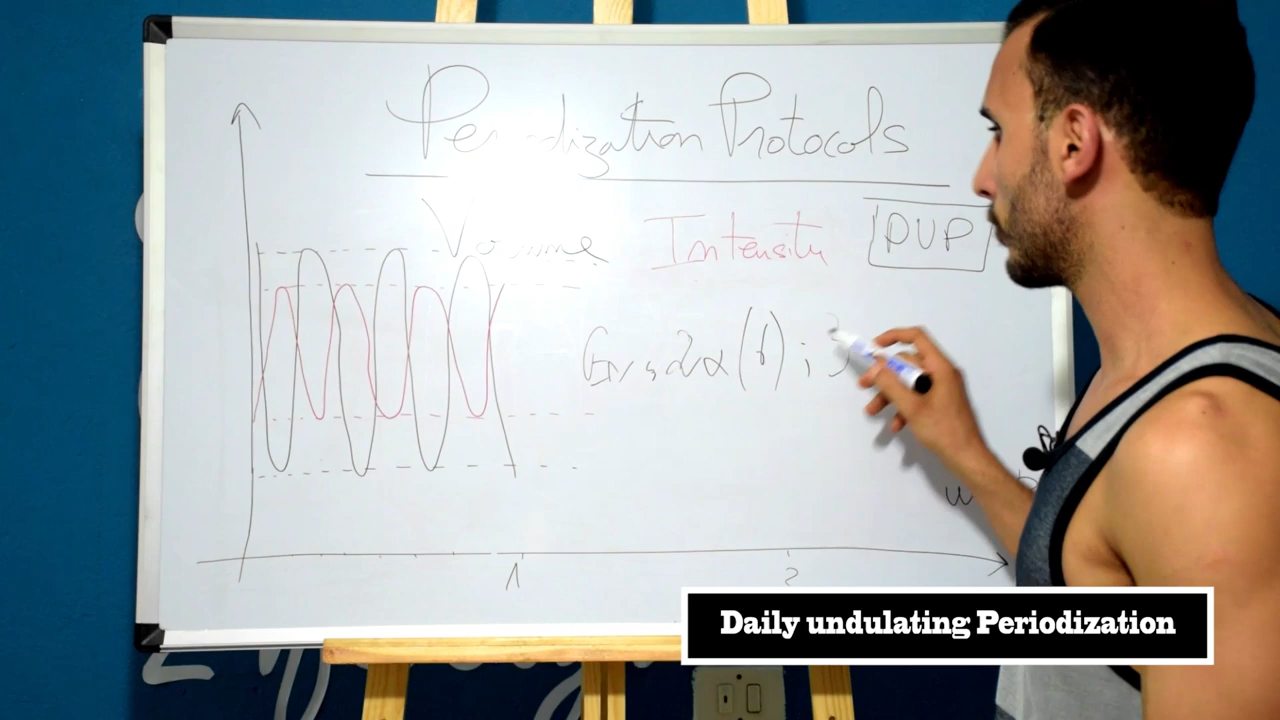 Periodization Protocols
Volume Intensity DUP
1
2
Daily undulating Periodization